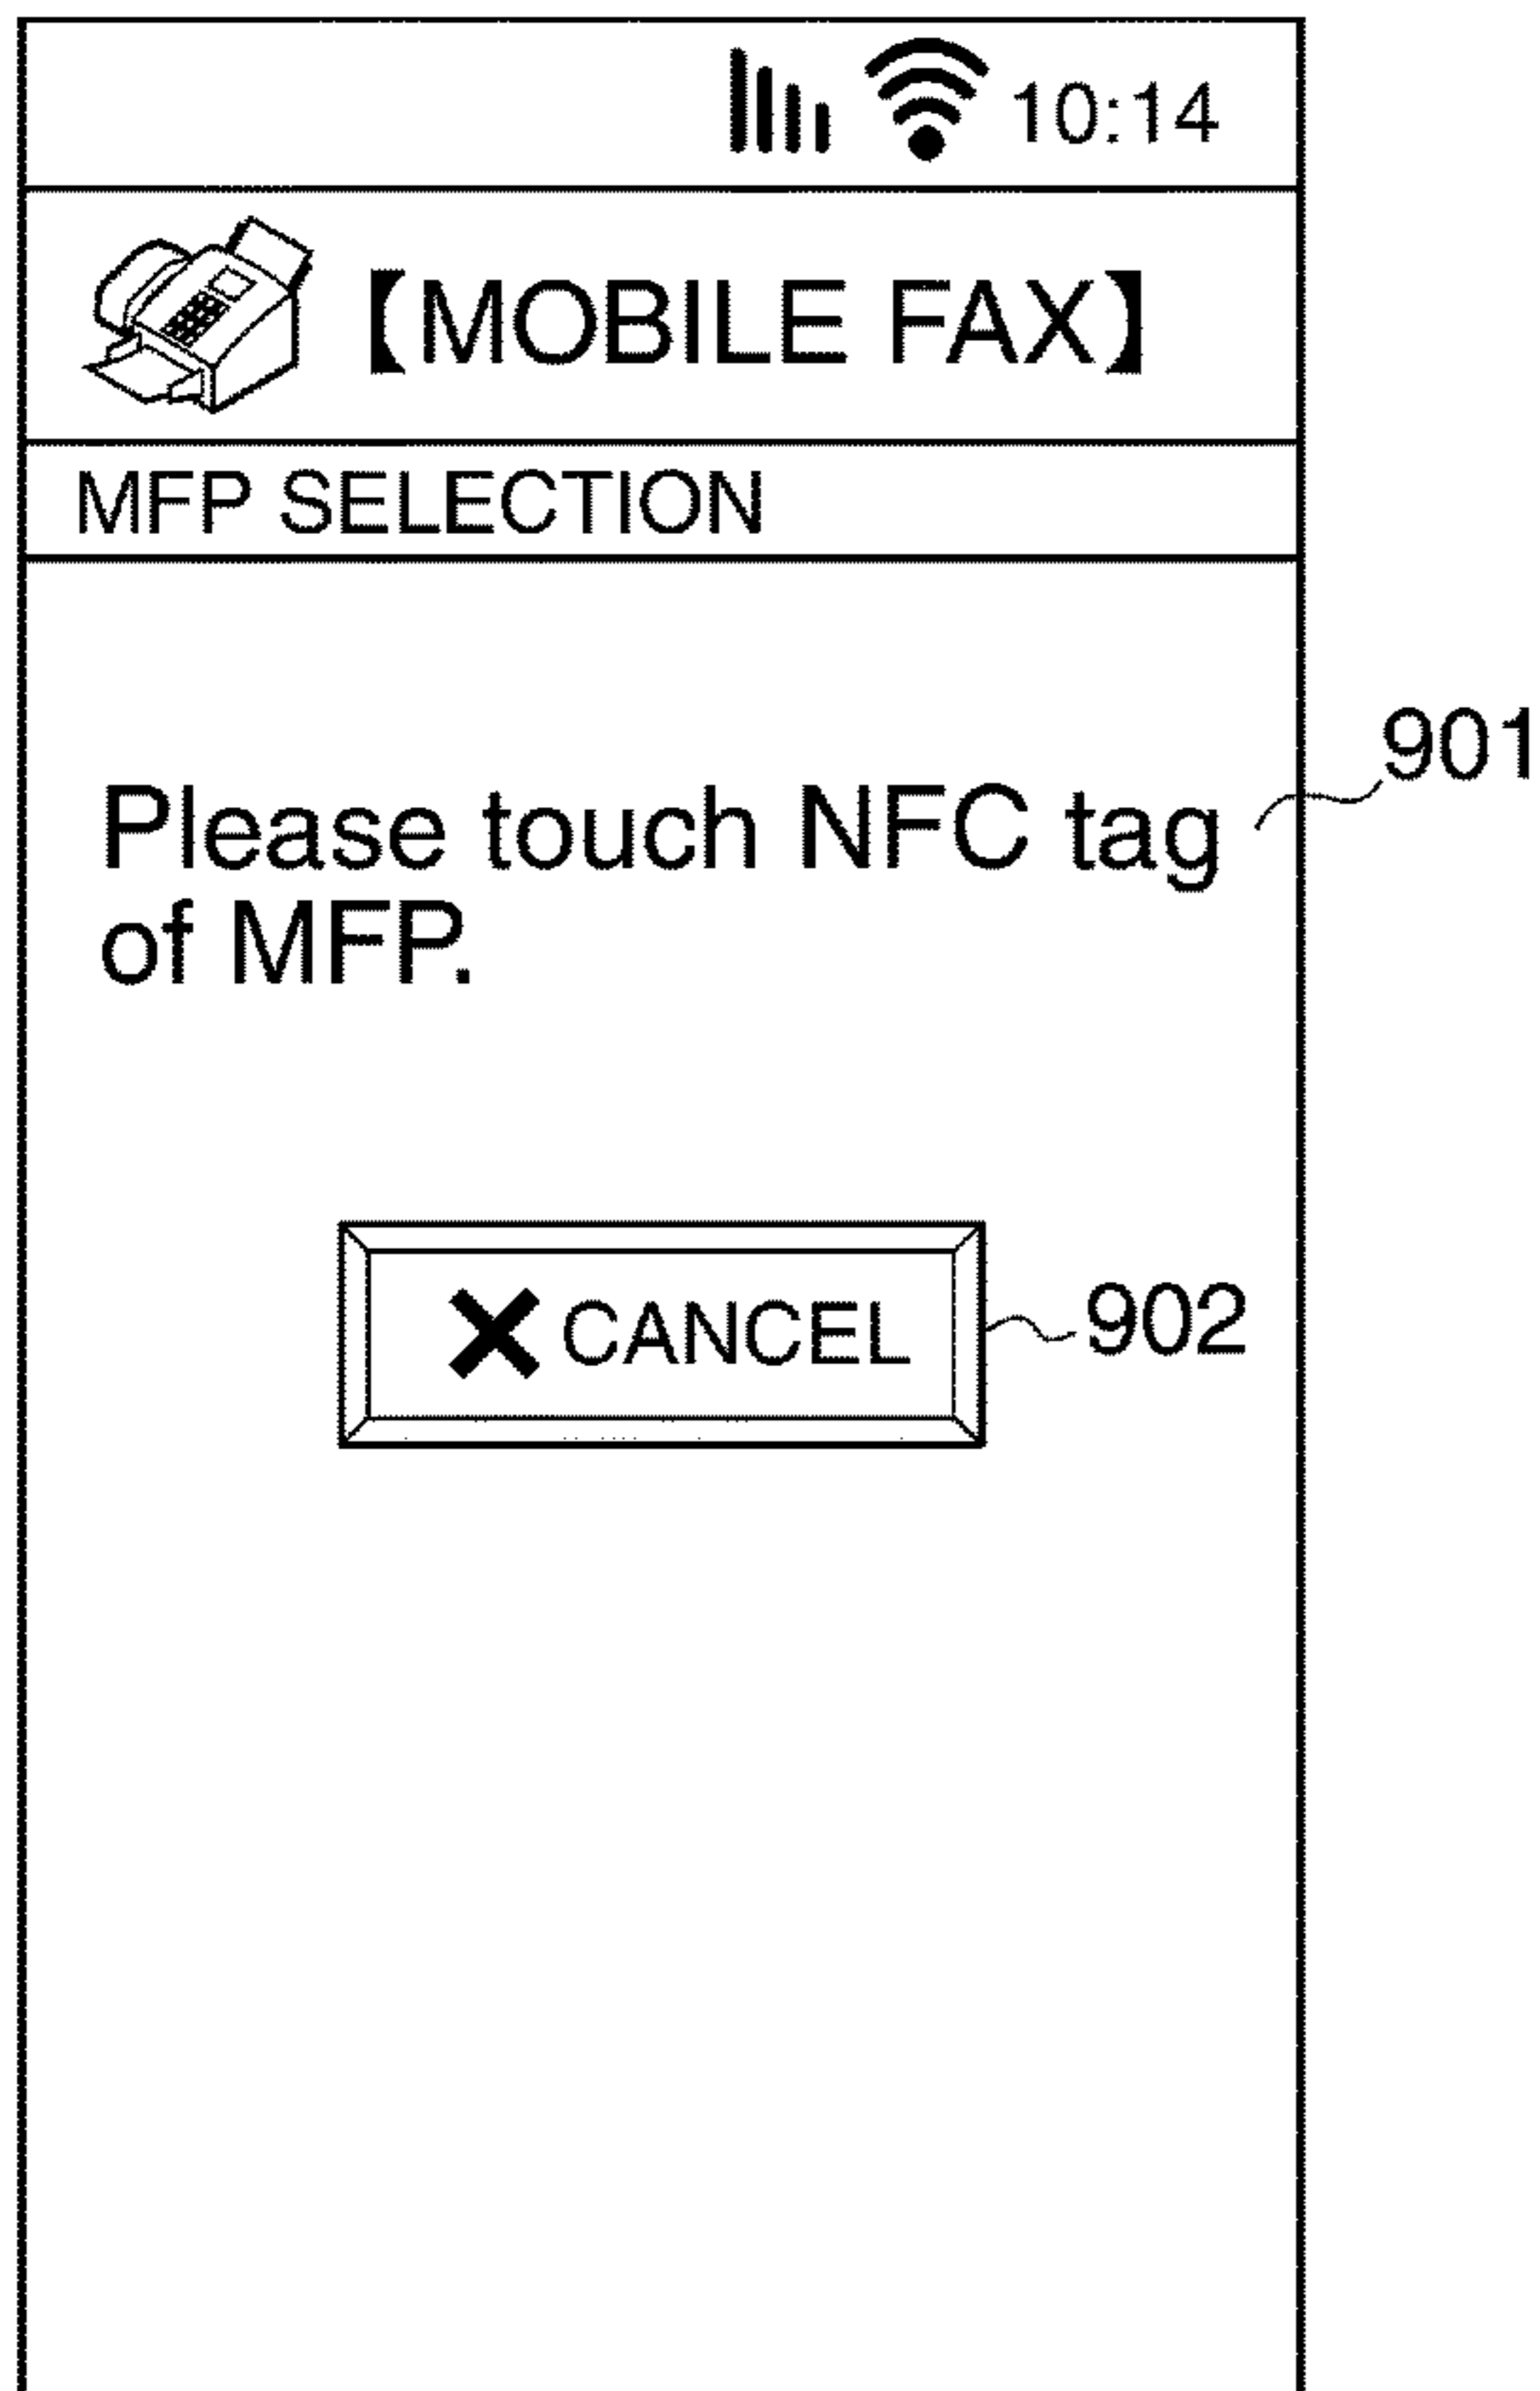 10:14
【MOBILE FAX】
MFP SELECTION
901
Please touch NFC tag
of MFP.
CANCEL
902